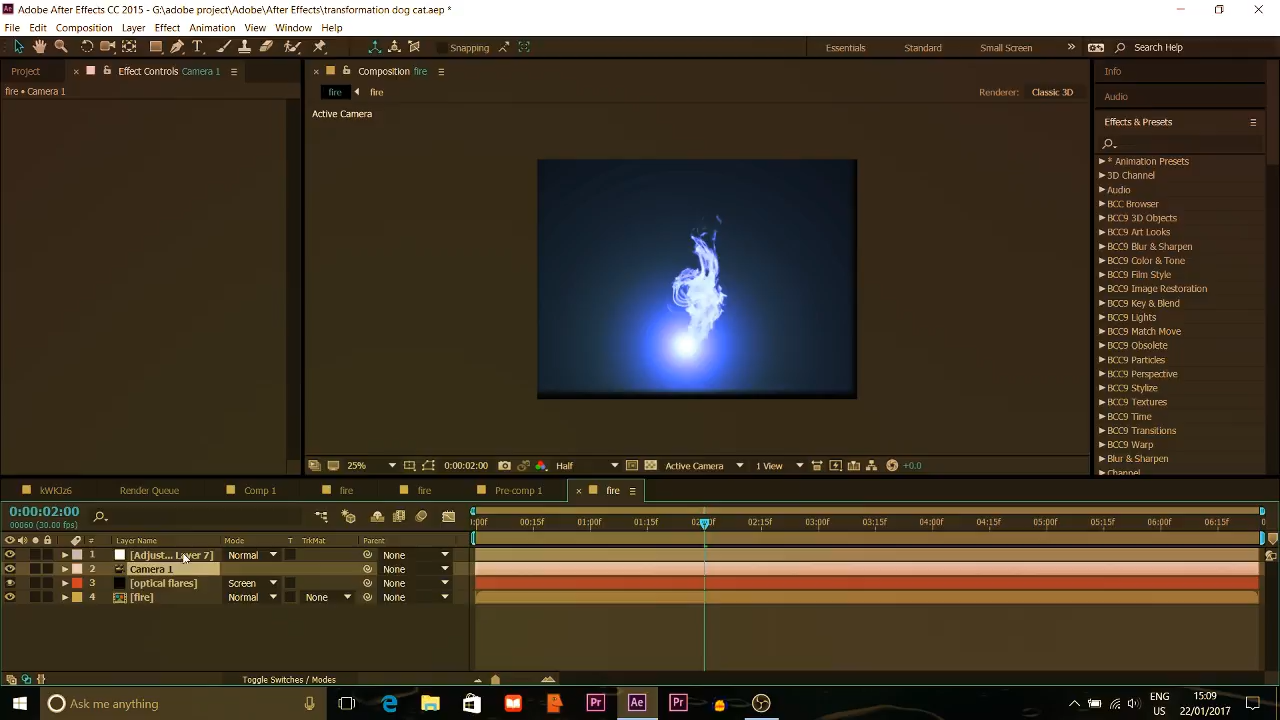 Adobe After Effects CC 2015 - G:\adobe project\Adobe\After Effects\transformation dog cat.aep *
File Edit Composition Layer Effect Animation View Window Help
Snapping Essentials Standard Small Screen » Search Help
Project × Effect Controls Camera 1
fire • Camera 1
× Composition fire
fire fire
Renderer: Classic 3D
Active Camera
Info
Audio
Effects & Presets
* Animation Presets
3D Channel
Audio
BCC Browser
BCC9 3D Objects
BCC9 Art Looks
BCC9 Blur & Sharpen
BCC9 Color & Tone
BCC9 Film Style
BCC9 Image Restoration
BCC9 Key & Blend
BCC9 Lights
BCC9 Match Move
BCC9 Obsolete
BCC9 Particles
BCC9 Perspective
BCC9 Stylize
BCC9 Textures
BCC9 Time
BCC9 Transitions
BCC9 Warp
Blur & Sharpen
Channel
25% 0:00:02:00 Half Active Camera 1 View +0.0
kWKJz6 Render Queue Comp 1 fire fire Pre-comp 1 × fire
0:00:02:00
00060 (30.00 fps)
:00f 00:15f 01:00f 01:15f 02:00f 02:15f 03:00f 03:15f 04:00f 04:15f 05:00f 05:15f 06:00f 06:15f
# Layer Name Mode T TrkMat Parent
1 [Adjust... Layer 7] Normal None
2 Camera 1 None
3 [optical flares] Screen None
4 [fire] Normal None None
Toggle Switches / Modes
Ask me anything
ENG
US
15:09
22/01/2017